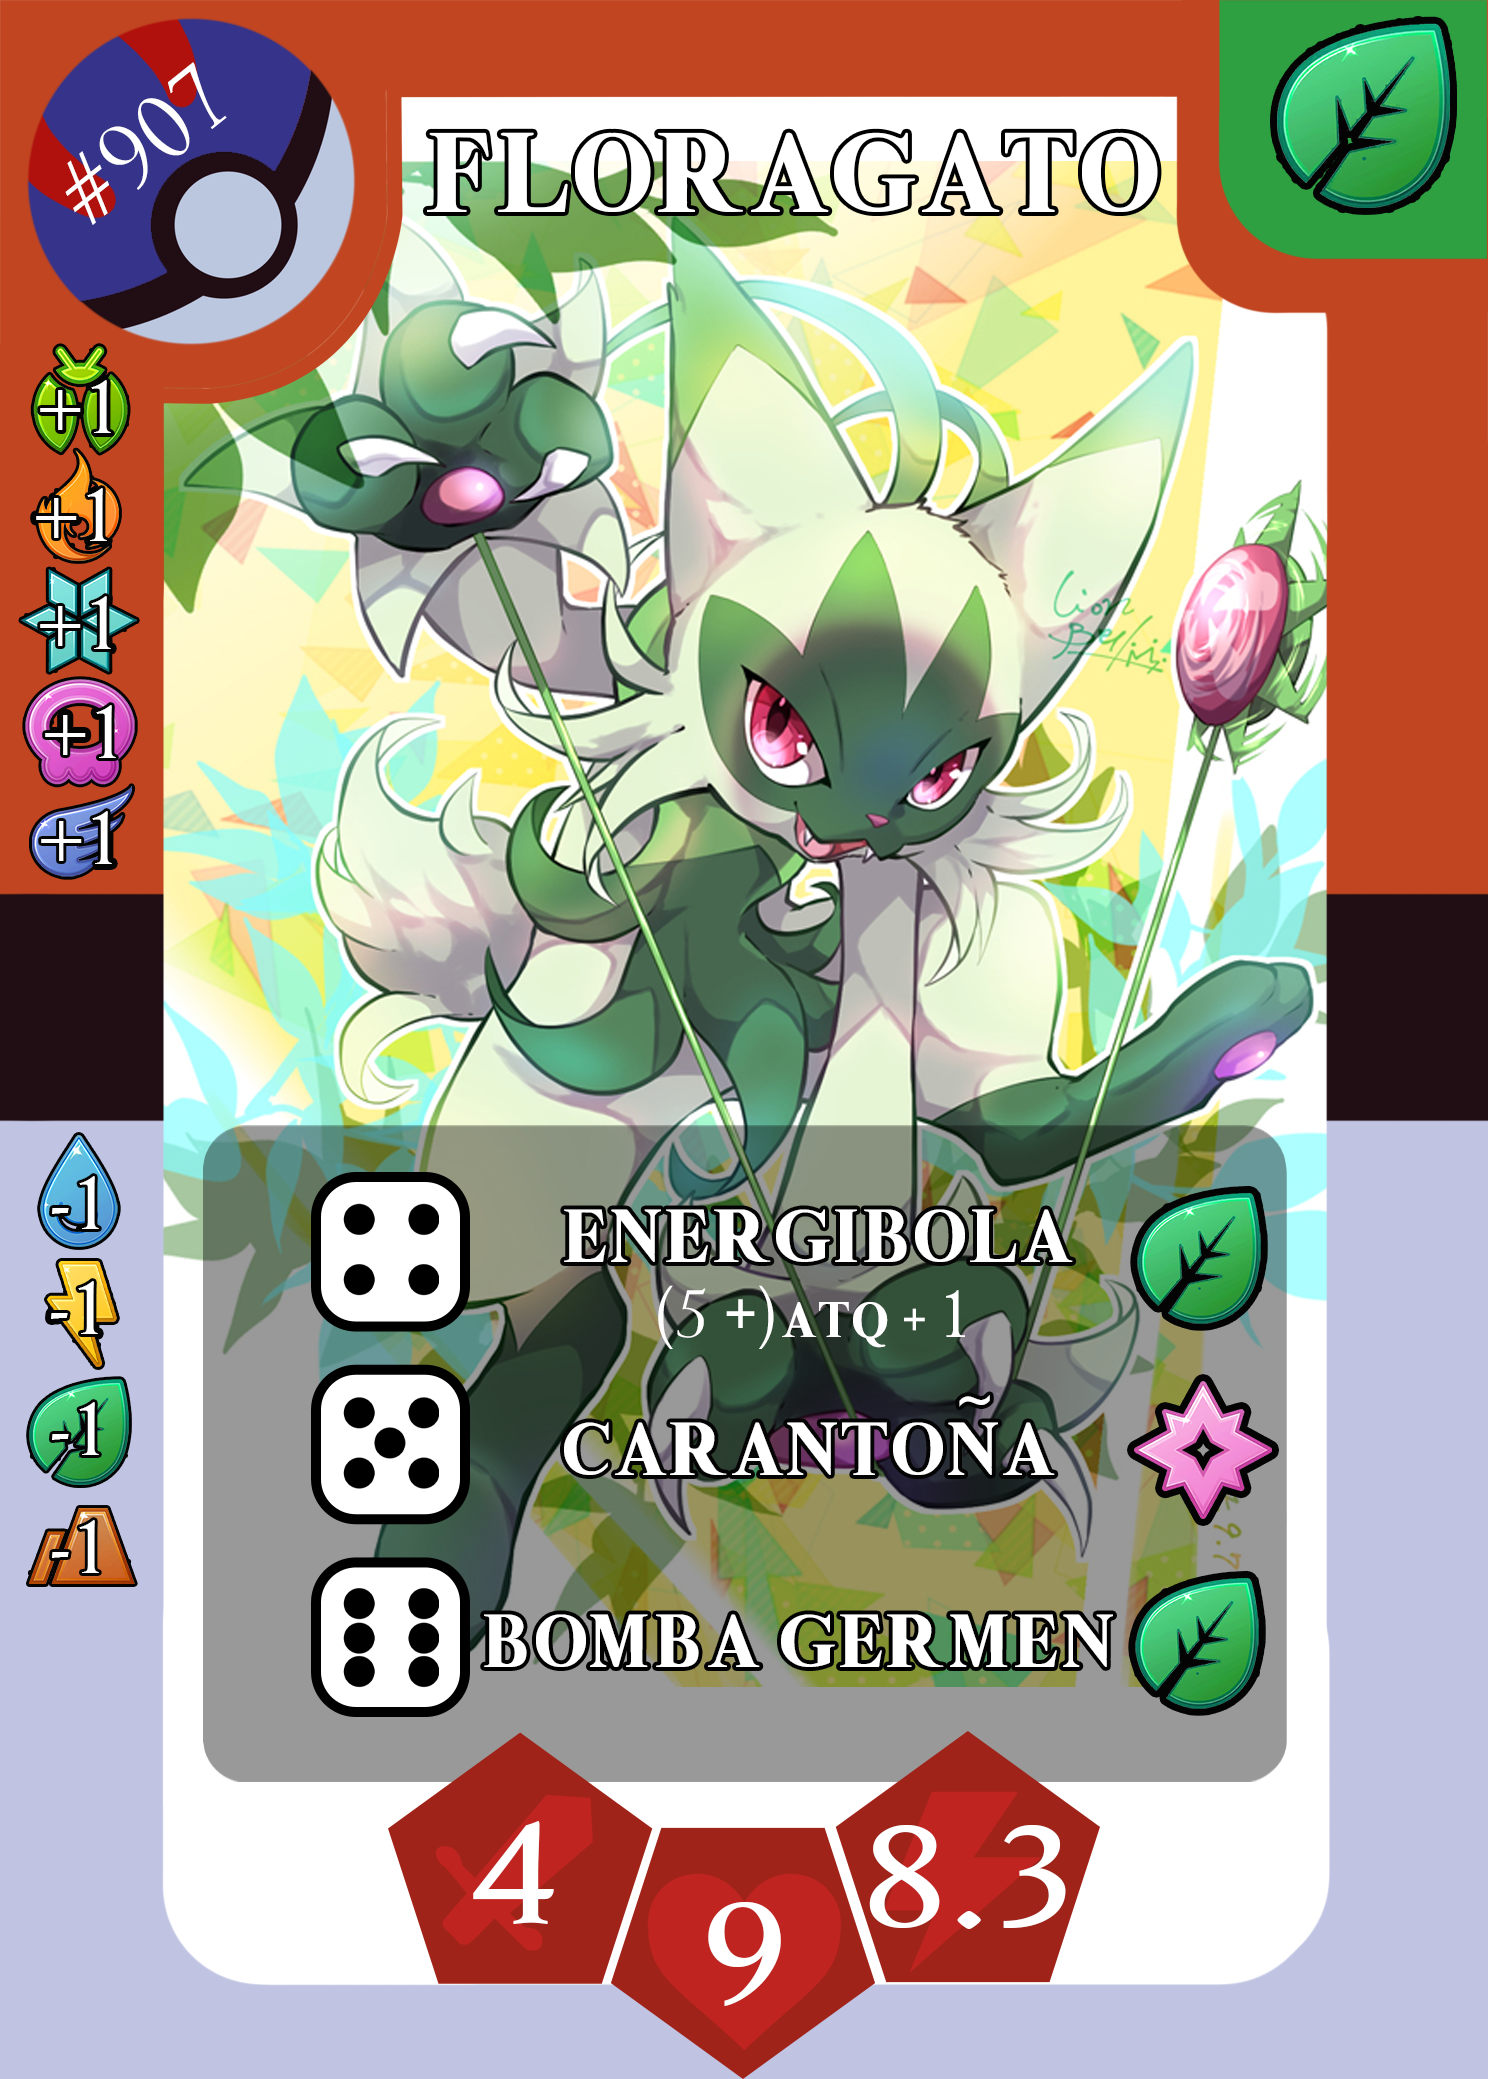 #907
FLORAGATO
+1
+1
+1
+1
+1
-1
-1
-1
-1
ENERGIBOLA
(5 +)ATQ + 1
CARANTOÑA
BOMBA GERMEN
4
9
8.3